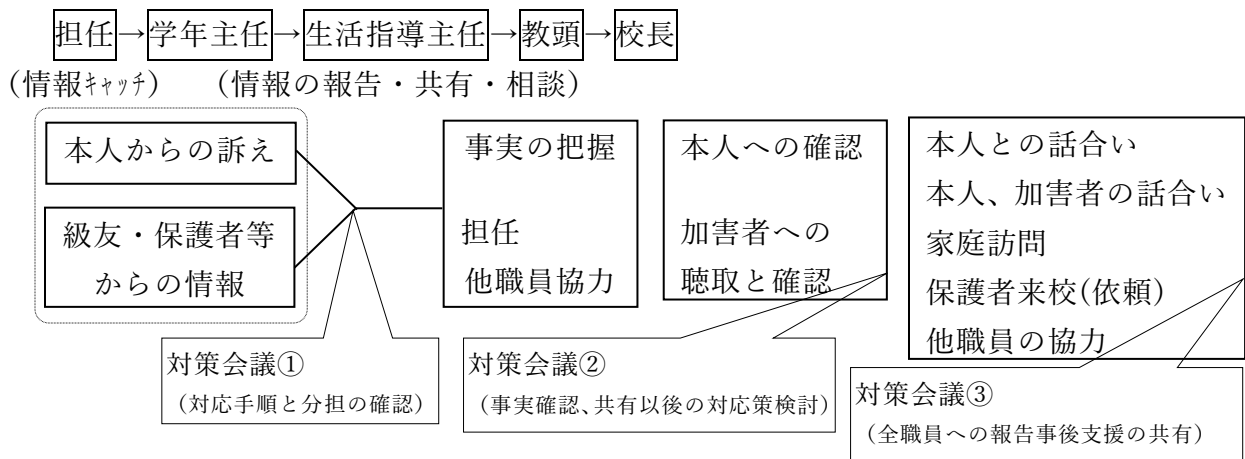 担任→学年主任→生活指導主任→教頭→校長
(情報ｷｬｯﾁ) (情報の報告・共有・相談)
本人からの訴え
級友・保護者等
からの情報
事実の把握
担任
他職員協力
本人への確認
加害者への
聴取と確認
本人との話合い
本人、加害者の話合い
家庭訪問
保護者来校(依頼)
他職員の協力
対策会議①
(対応手順と分担の確認)
対策会議②
(事実確認、共有以後の対応策検討)
対策会議③
(全職員への報告事後支援の共有)